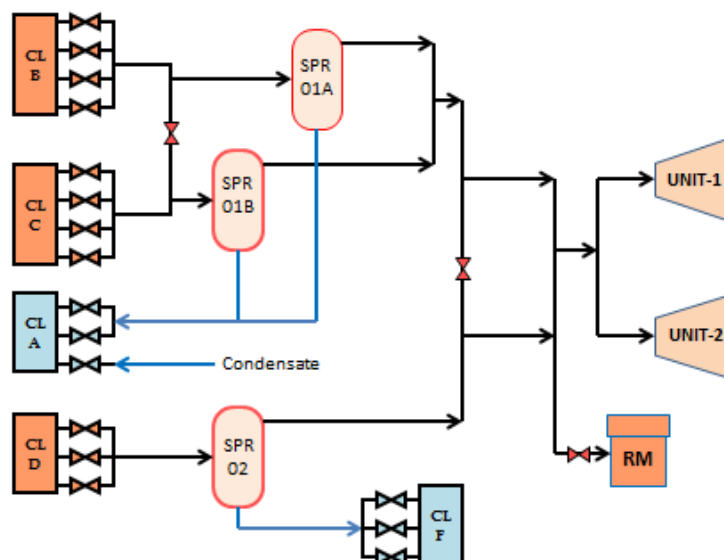 CL
B
SPR
01A
CL
C
SPR
01B
UNIT-1
CL
A
Condensate
UNIT-2
CL
D
SPR
02
RM
CL
F